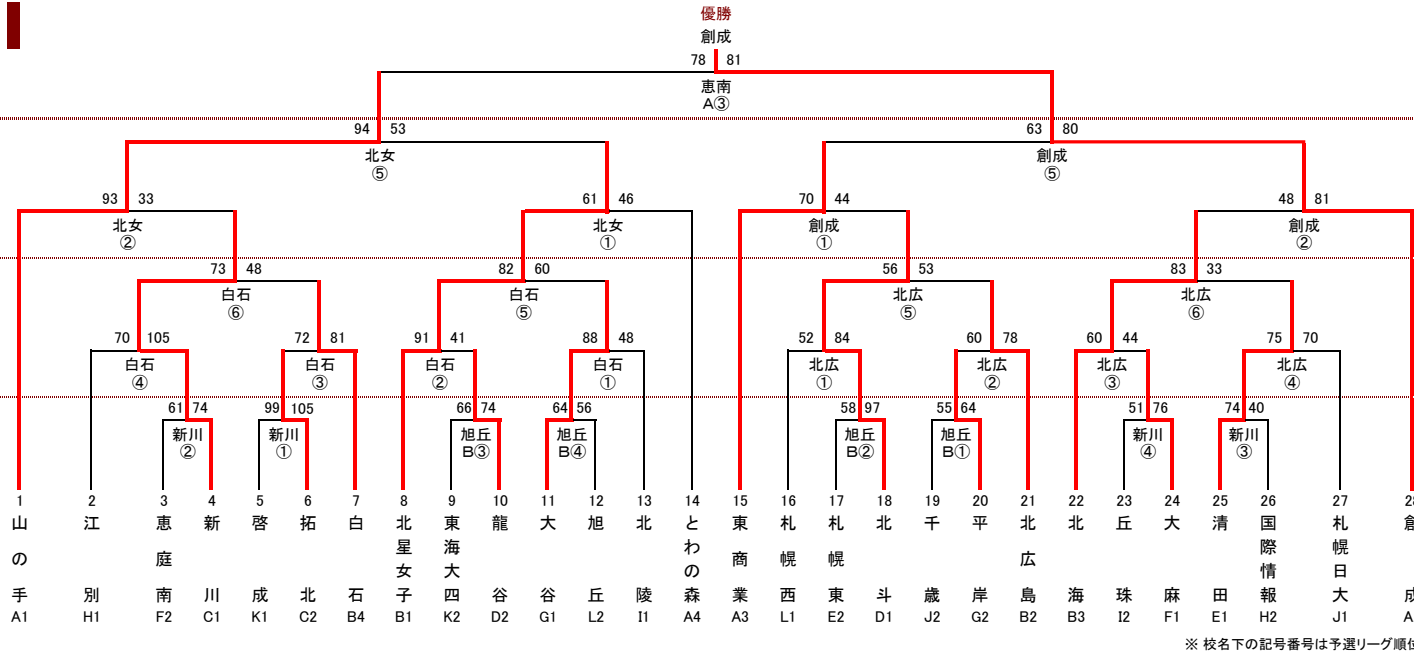 優勝
創成
78 81
恵南
A③
94 53
63 80
北女
⑤
創成
⑤
93 33
61 46
70 44
48 81
北女
②
北女
①
創成
①
創成
②
73 48
82 60
56 53
83 33
白石
⑥
白石
⑤
北広
⑤
北広
⑥
70 105
72 81
91 41
88 48
52 84
60 78
60 44
75 70
白石
④
白石
③
白石
②
白石
①
北広
①
北広
②
北広
③
北広
④
61 74
99 105
66 74
64 56
58 97
55 64
51 76
74 40
新川
②
新川
①
旭丘
B③
旭丘
B④
旭丘
B②
旭丘
B①
新川
④
新川
③
1 2 3 4 5 6 7 8 9 10 11 12 13 14 15 16 17 18 19 20 21 22 23 24 25 26 27 28
山の手
江別
恵庭南
新川
啓成
拓北
白石
北星女子
東海大四
龍谷
大谷
旭丘
北陵
とわの森
東商業
札幌西
札幌東
北斗
千歳
平岸
北広島
北海
丘珠
大麻
清田
国際情報
札幌日大
創成
A1 H1 F2 C1 K1 C2 B4 B1 K2 D2 G1 L2 I1 A4 A3 L1 E2 D1 J2 G2 B2 B3 I2 F1 E1 H2 J1 A
※ 校名下の記号番号は予選リーグ順位